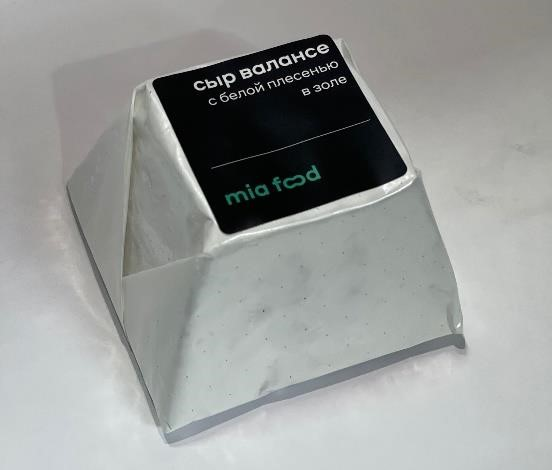 сыр валансе
с белой плесенью
в золе
mia food